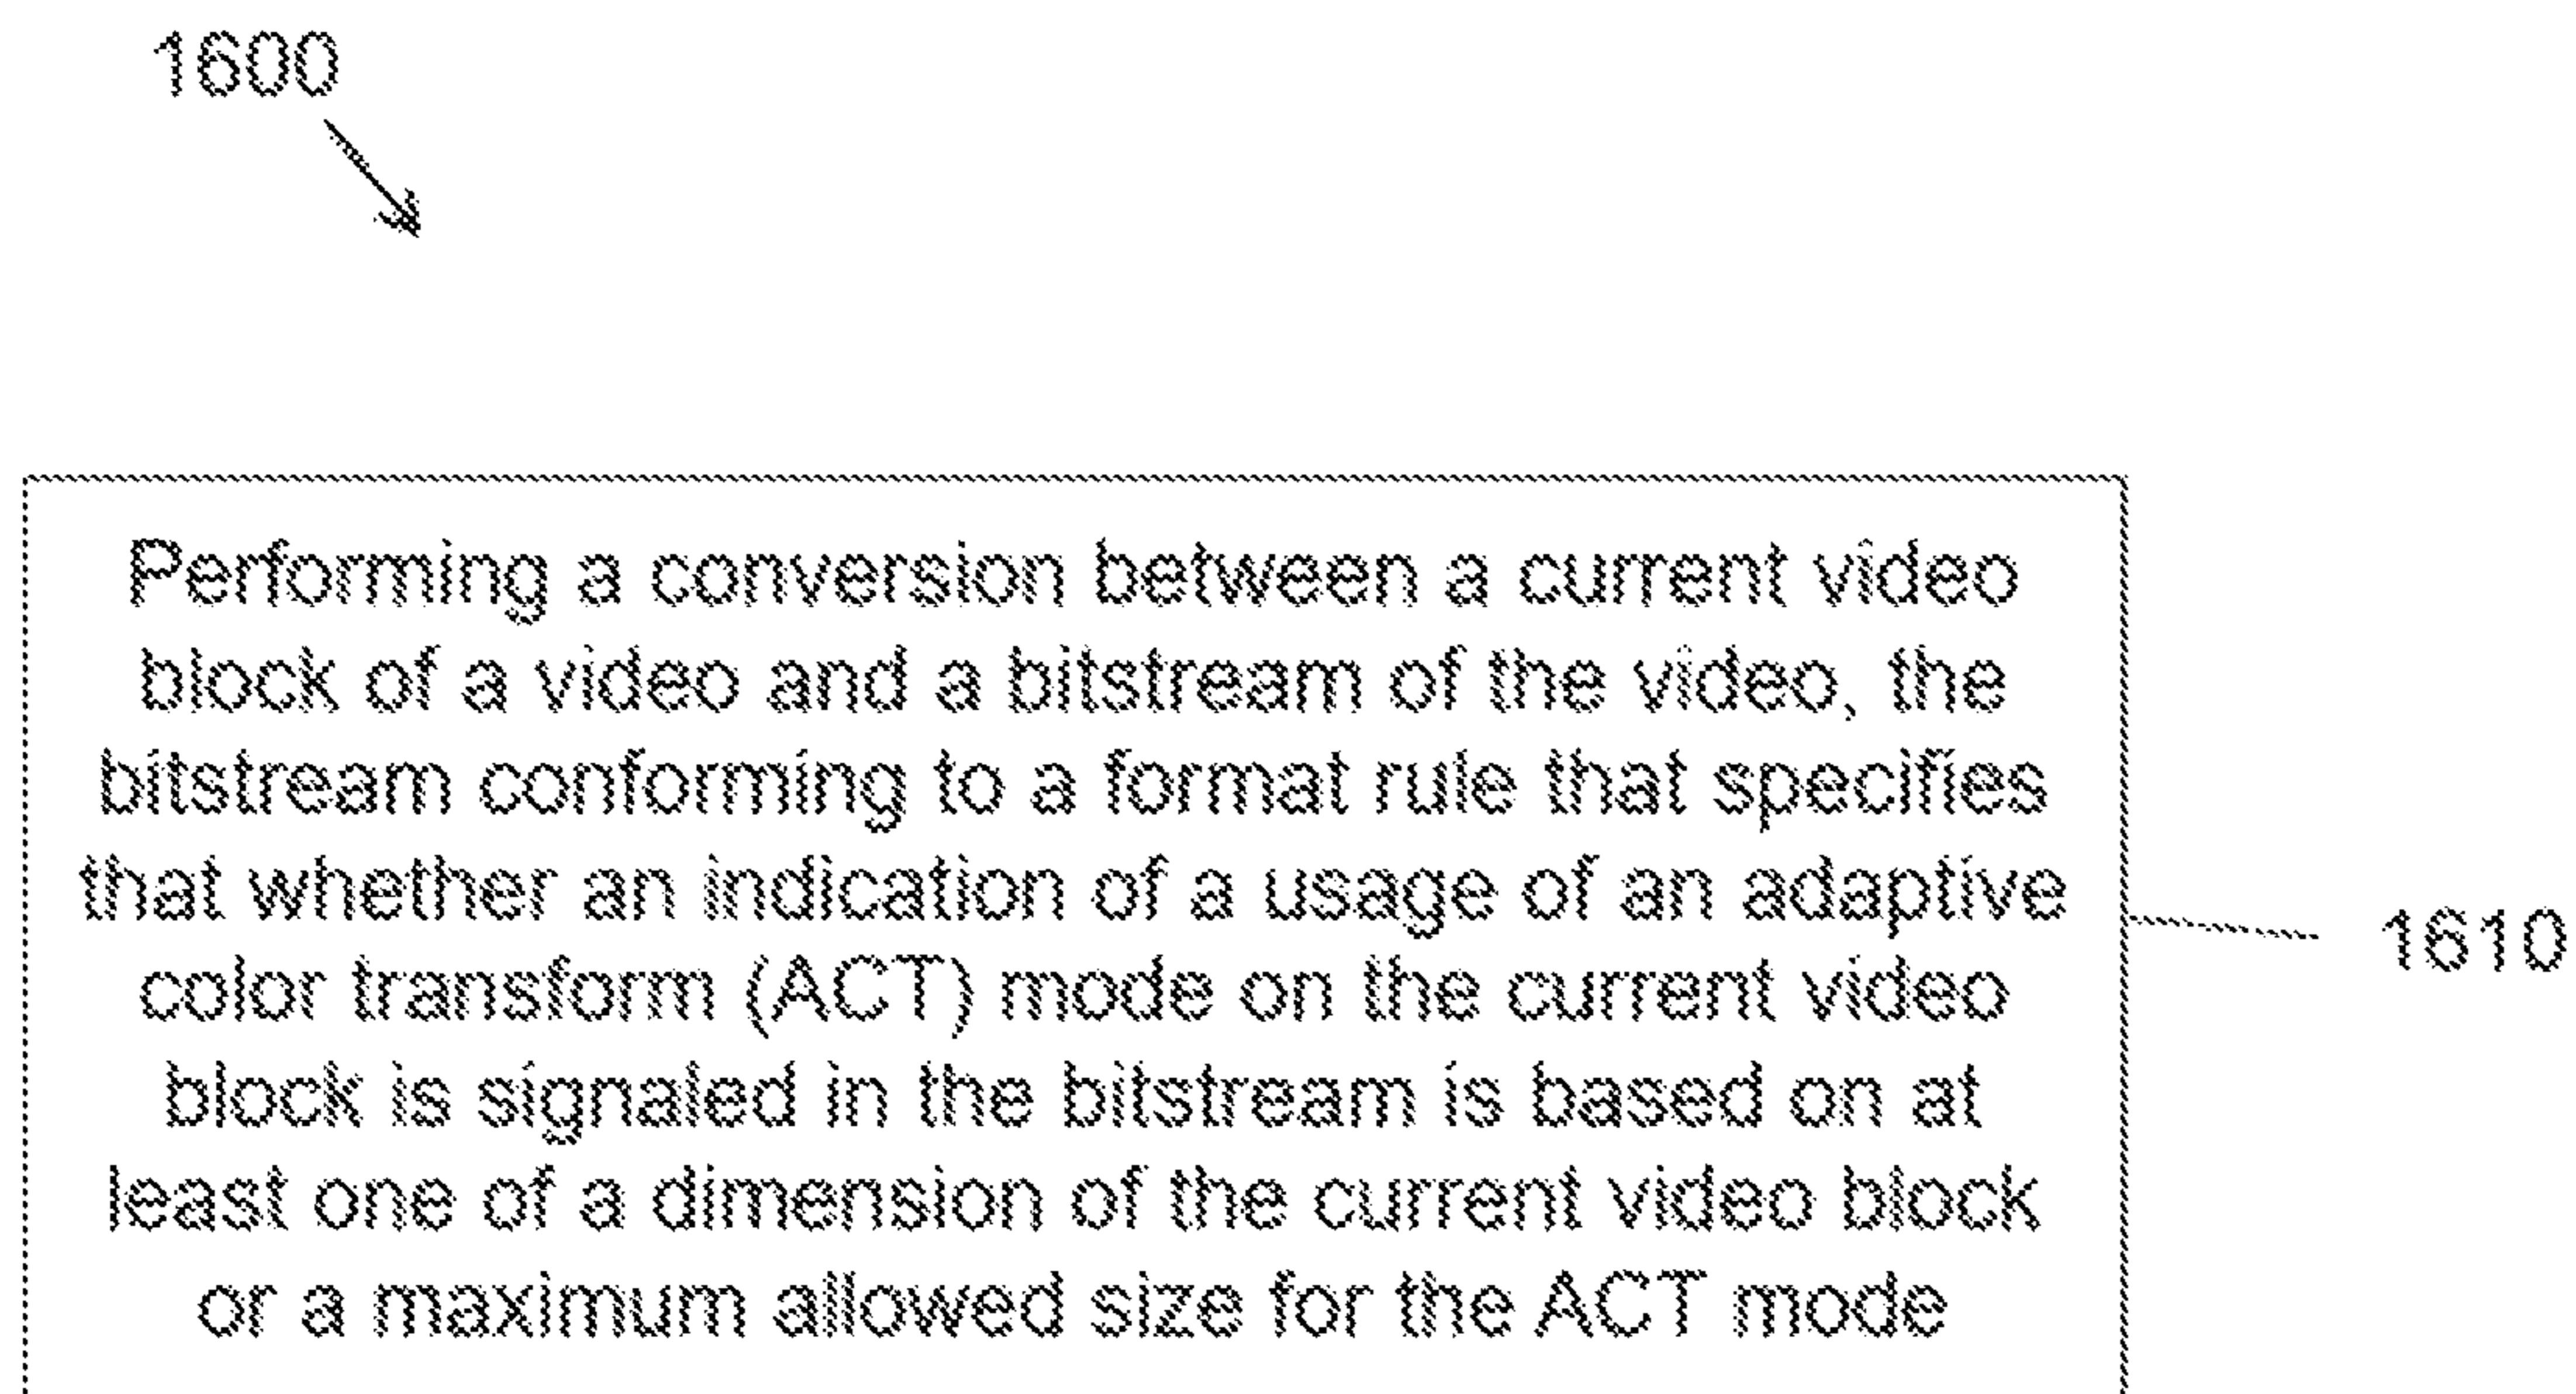 1600
Performing a conversion between a current video
block of a video and a bitstream of the video, the
bitstream conforming to a format rule that specifies
that whether an indication of a usage of an adaptive
color transform (ACT) mode on the current video
block is signaled in the bitstream is based on at
least one of a dimension of the current video block
or a maximum allowed size for the ACT mode
1610